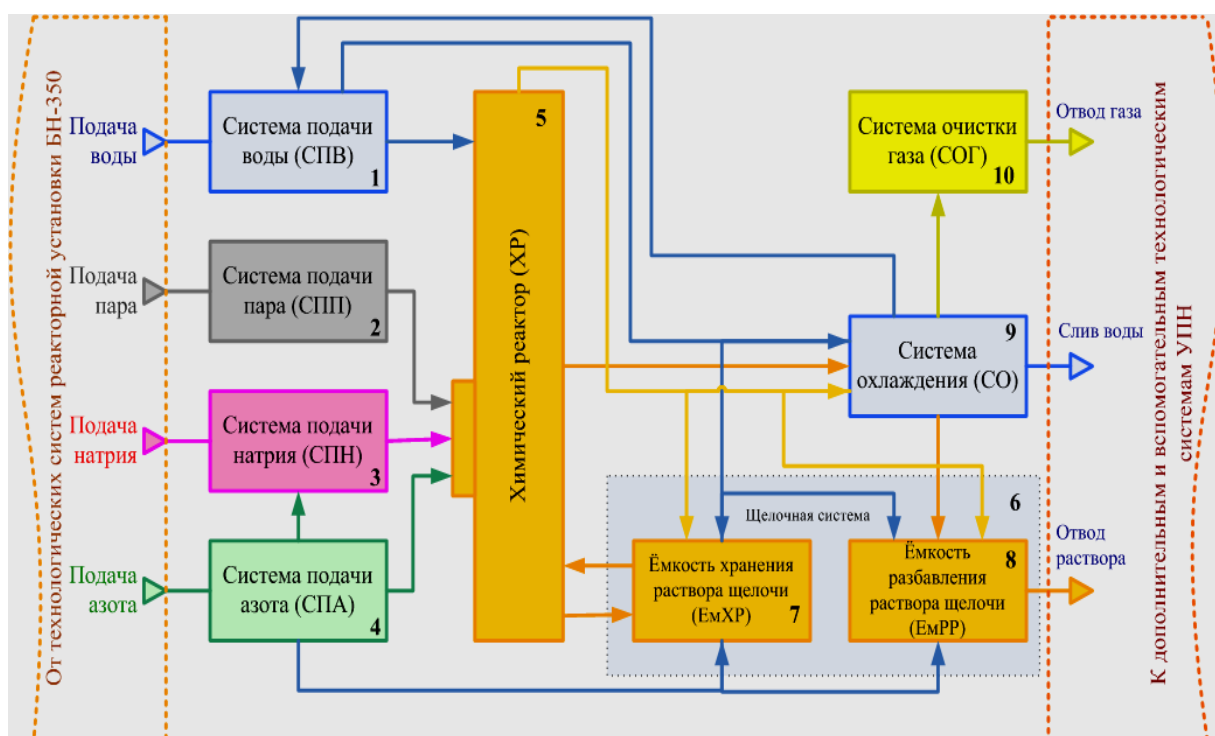 От технологических систем реакторной установки БН-350
Подача
воды
Система подачи
воды (СПВ)
1
Подача
пара
Система подачи
пара (СПП)
2
Подача
натрия
Система подачи
натрия (СПН)
3
Подача
азота
Система подачи
азота (СПА)
4
5
Химический реактор (ХР)
Система очистки
газа (СОГ)
10
Отвод газа
9
Система
охлаждения (СО)
Слив воды
6
Щелочная система
Ёмкость хранения
раствора щелочи
(ЕмХР)
7
Ёмкость
разбавления
раствора щелочи
(ЕмРР)
8
Отвод
раствора
К дополнительным и вспомогательным технологическим
системам УПН